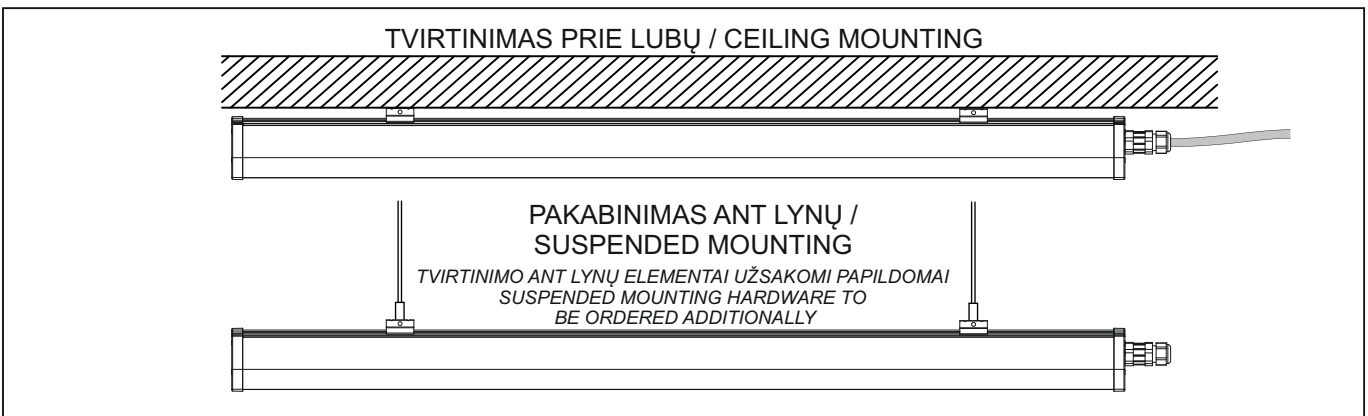 TVIRTINIMAS PRIE LUBŲ / CEILING MOUNTING
PAKABINIMAS ANT LYNŲ /
SUSPENDED MOUNTING
TVIRTINIMO ANT LYNŲ ELEMENTAI UŽSAKOMI PAPILDOMAI
SUSPENDED MOUNTING HARDWARE TO
BE ORDERED ADDITIONALLY